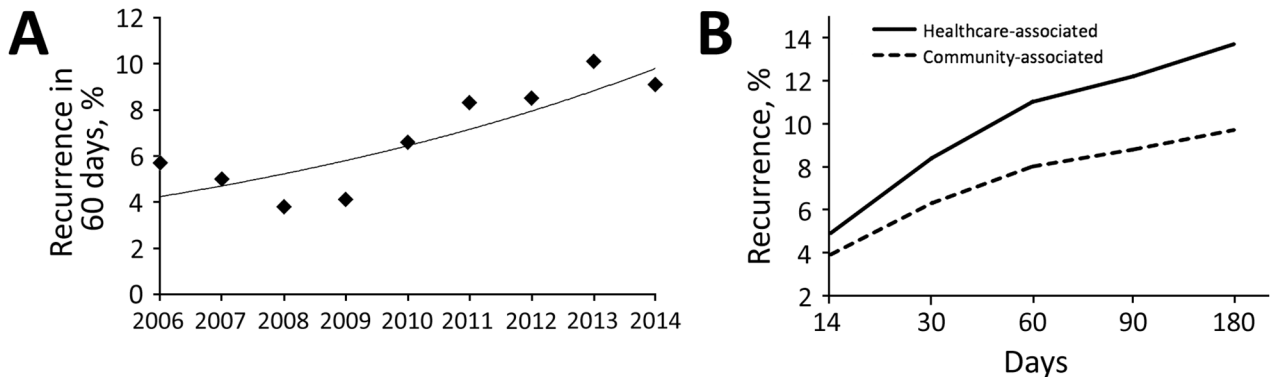 A
Recurrence in
60 days, %
12
10
8
6
4
2
0
2006 2007 2008 2009 2010 2011 2012 2013 2014
B
Recurrence, %
14
12
10
8
6
4
2
Healthcare-associated
Community-associated
14 30 60 90 180
Days